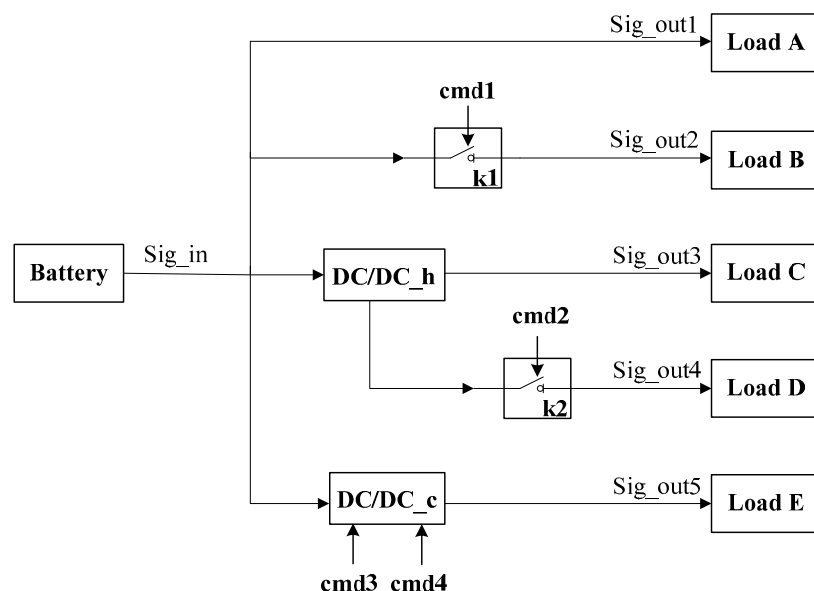 Sig_out1
Load A
cmd1
Sig_out2
Load B
k1
Sig_in
Battery
Sig_out3
DC/DC_h
Load C
cmd2
Sig_out4
Load D
k2
Sig_out5
DC/DC_c
Load E
cmd3 cmd4